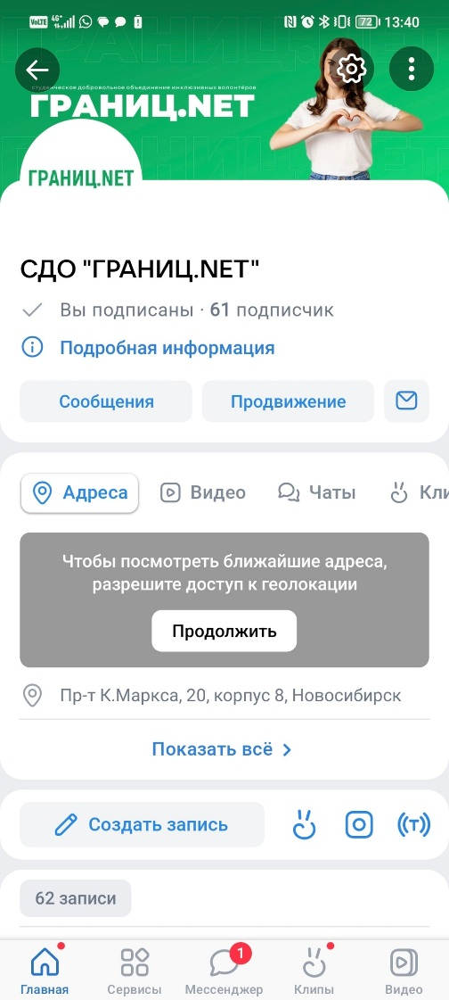 VoLTE 4G+ 72 13:40
студенческое добровольное объединение инклюзивных волонтёров
ГРАНИЦ.NET
ГРАНИЦ.NET
СДО "ГРАНИЦ.NET"
Вы подписаны · 61 подписчик
Подробная информация
Сообщения Продвижение
Адреса Видео Чаты Кли
Чтобы посмотреть ближайшие адреса,
разрешите доступ к геолокации
Продолжить
Пр-т К.Маркса, 20, корпус 8, Новосибирск
Показать всё
Создать запись
62 записи
1
Главная Сервисы Мессенджер Клипы Видео